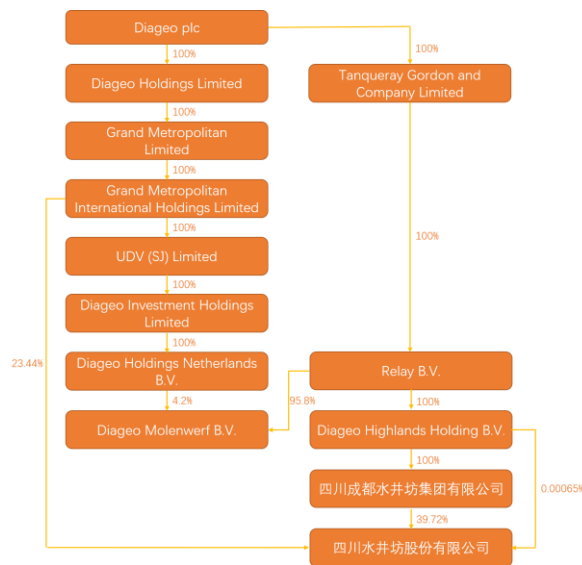 Diageo plc
100%
100%
Diageo Holdings Limited
Tanqueray Gordon and
Company Limited
100%
Grand Metropolitan
Limited
100%
Grand Metropolitan
International Holdings Limited
100%
UDV (SJ) Limited
100%
100%
Diageo Investment Holdings
Limited
100%
23.44%
Diageo Holdings Netherlands
B.V.
Relay B.V.
4.2%
95.8%
100%
Diageo Molenwerf B.V.
Diageo Highlands Holding B.V.
100%
四川成都水井坊集团有限公司
0.00065%
39.72%
四川水井坊股份有限公司